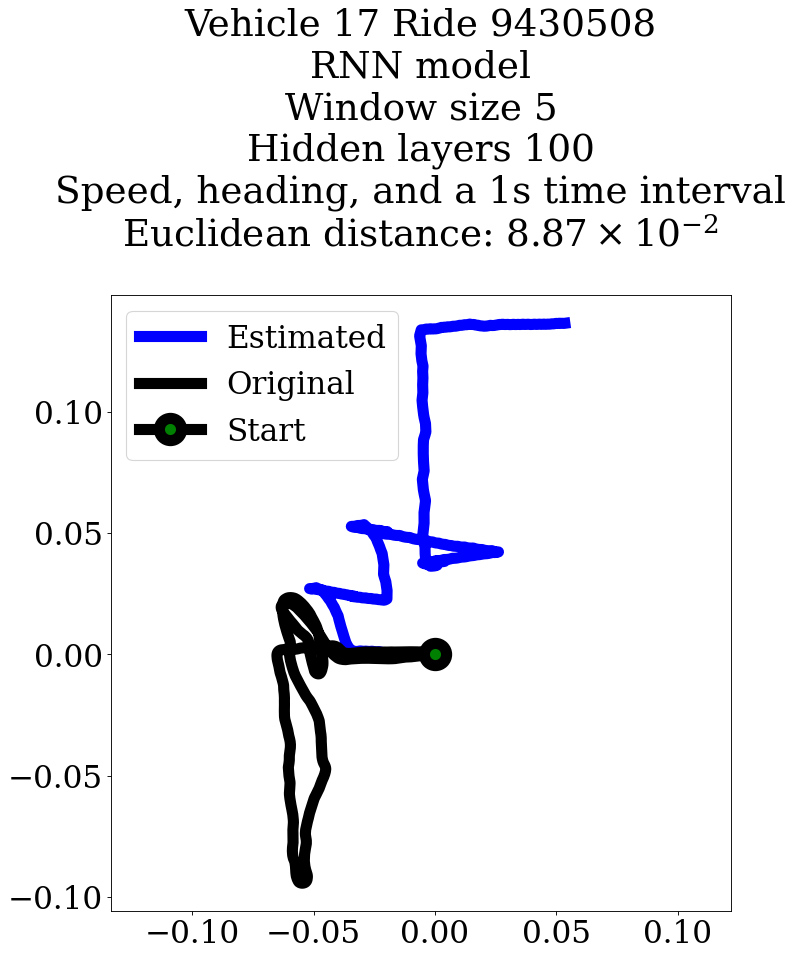 Vehicle 17 Ride 9430508
RNN model
Window size 5
Hidden layers 100
Speed, heading, and a 1s time interval
Euclidean distance: 8.87 × 10⁻²
Estimated
Original
Start
0.10
0.05
0.00
−0.05
−0.10
−0.10 −0.05 0.00 0.05 0.10